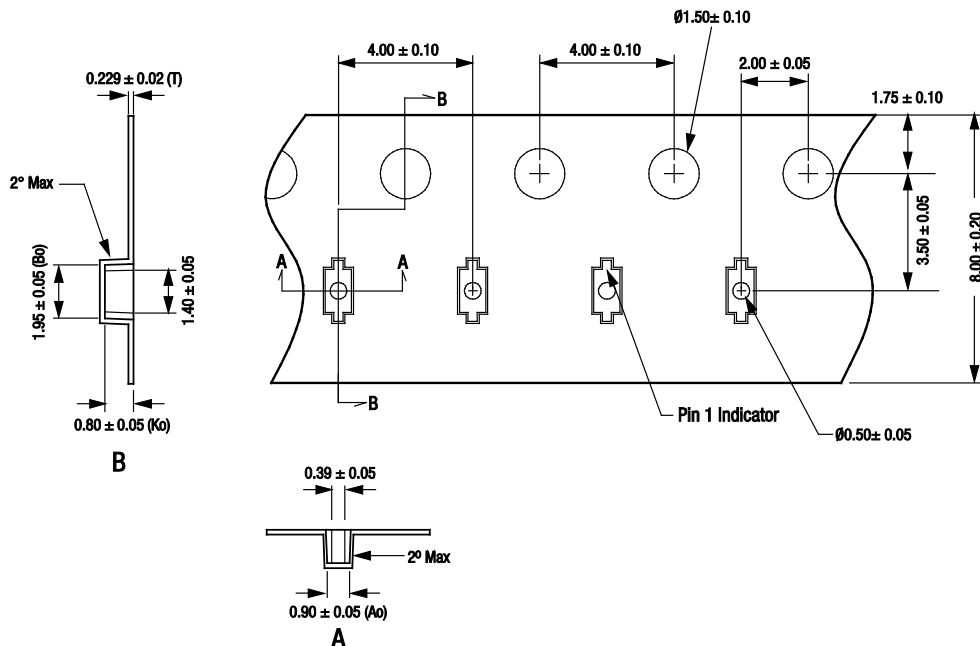 Ø1.50± 0.10
4.00 ± 0.10
4.00 ± 0.10
2.00 ± 0.05
0.229 ± 0.02 (T)
B
1.75 ± 0.10
2° Max
3.50 ± 0.05
8.00 ± 0.20
A
A
1.95 ± 0.05 (Bo)
1.40 ± 0.05
B
Pin 1 Indicator
0.80 ± 0.05 (Ko)
Ø0.50± 0.05
B
0.39 ± 0.05
2º Max
0.90 ± 0.05 (Ao)
A